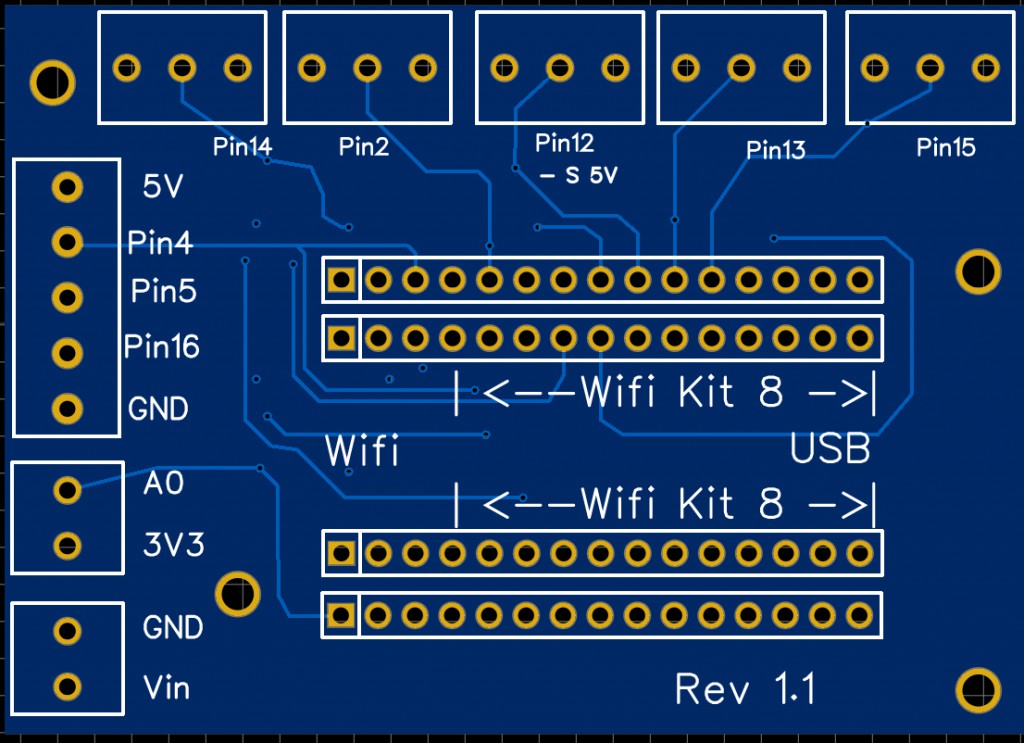 Pin14
Pin2
Pin12
Pin13
Pin15
- S 5V
5V
Pin4
Pin5
Pin16
GND
|<--Wifi Kit 8 -->|
Wifi
USB
A0
|<--Wifi Kit 8 -->|
3V3
GND
Vin
Rev 1.1